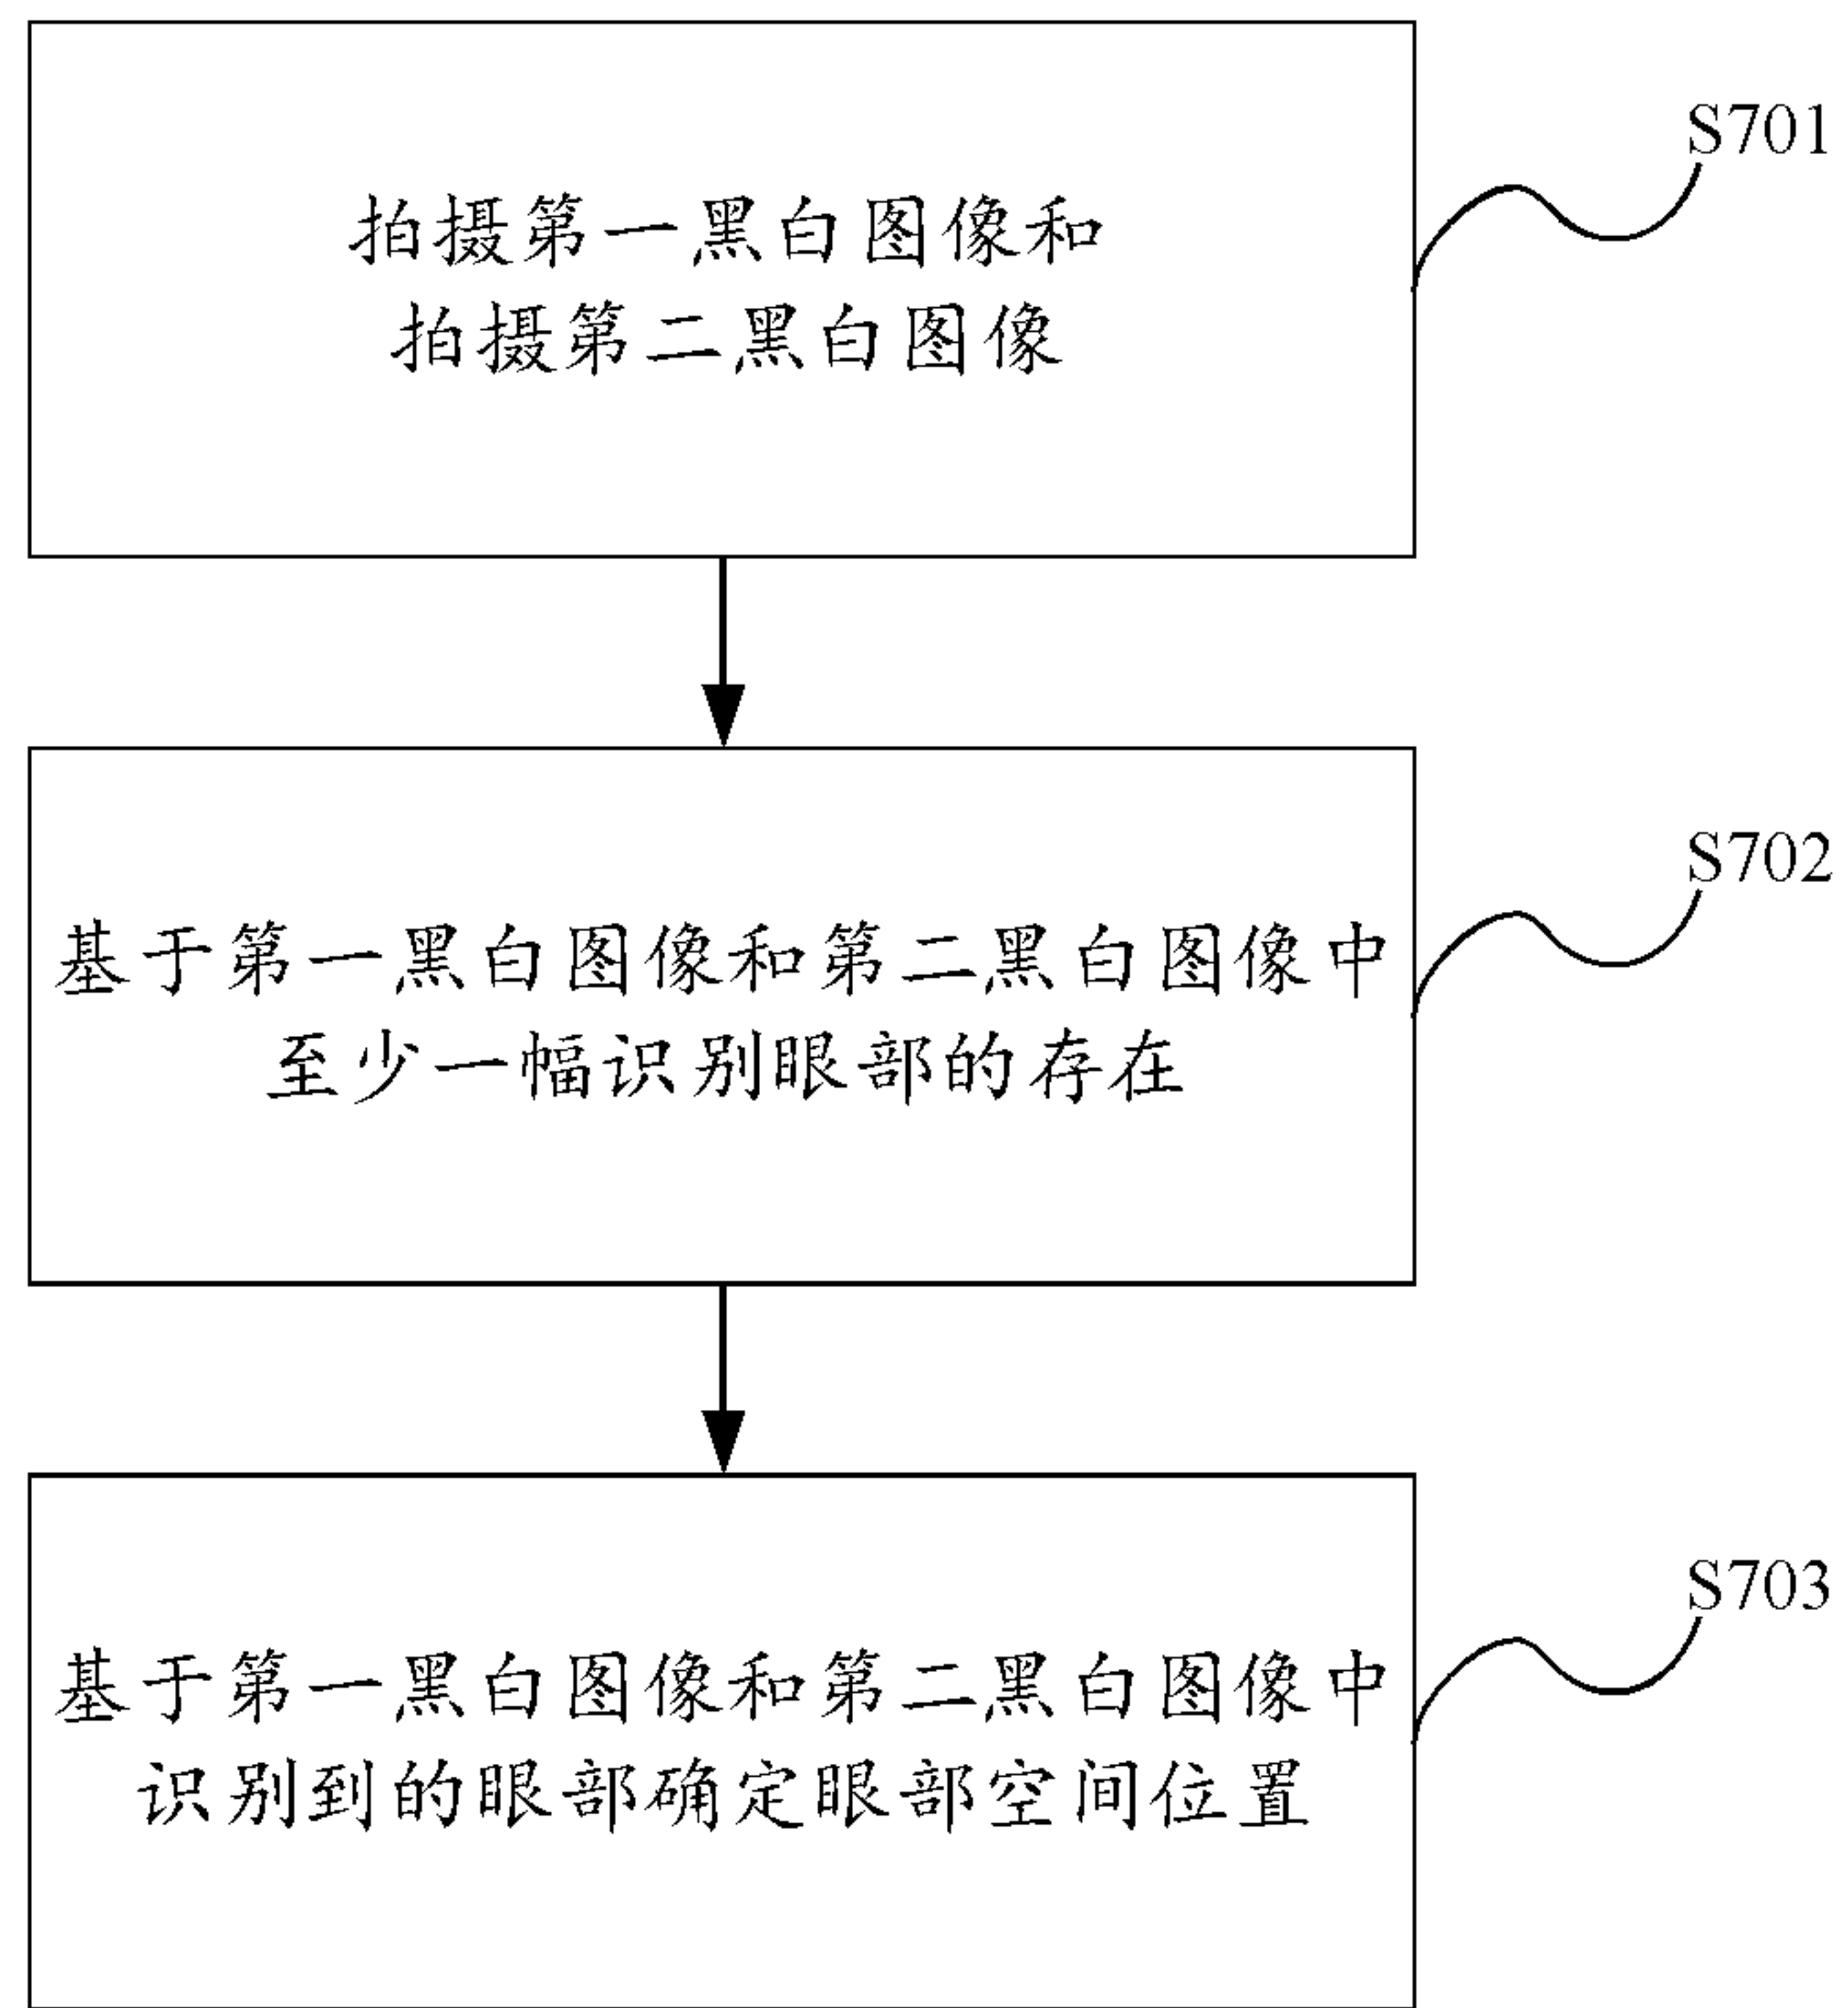 S701
拍摄第一黑白图像和
拍摄第二黑白图像
S702
基于第一黑白图像和第二黑白图像中
至少一幅识别眼部的存在
S703
基于第一黑白图像和第二黑白图像中
识别到的眼部确定眼部空间位置